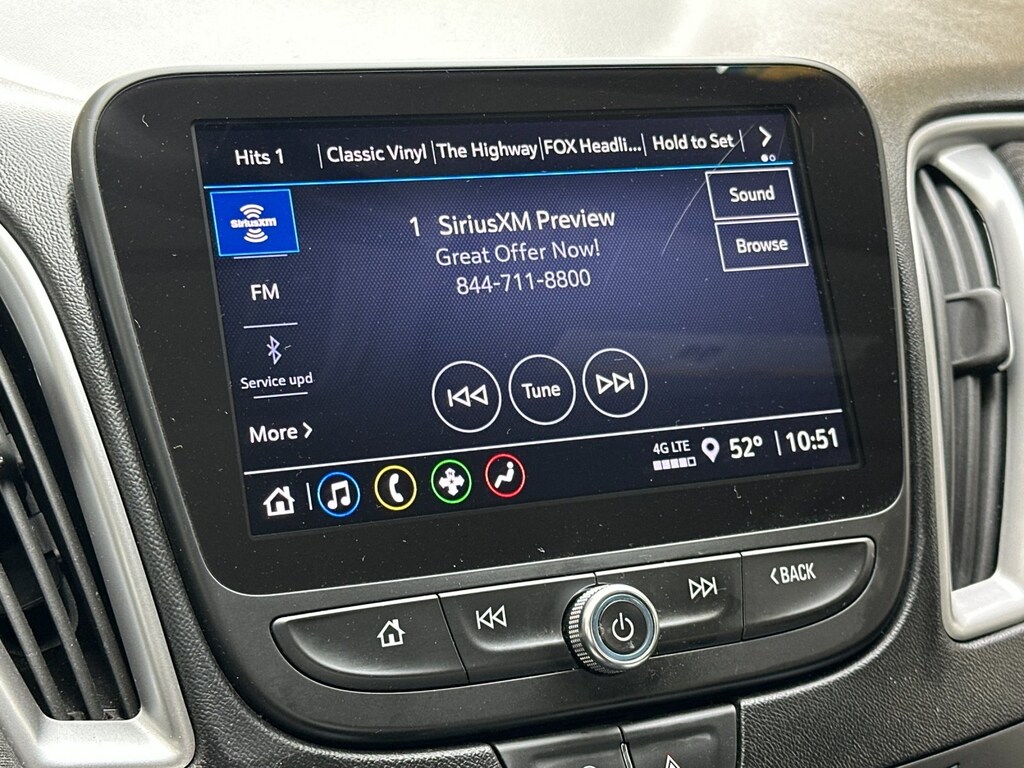 Hits 1 | Classic Vinyl | The Highway | FOX Headli... | Hold to Set |
SiriusXM
1 SiriusXM Preview
Sound
Great Offer Now!
Browse
844-711-8800
FM
Service upd
Tune
More
4G LTE 52° | 10:51
BACK